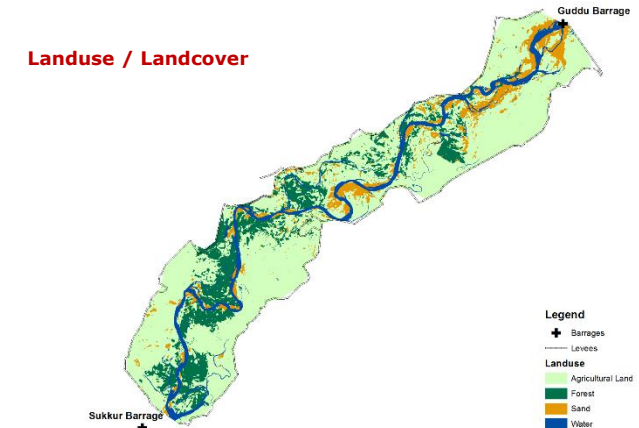 Guddu Barrage
Landuse / Landcover
Legend
Barrages
Levees
Landuse
Agricultural Land
Forest
Sand
Water
Sukkur Barrage